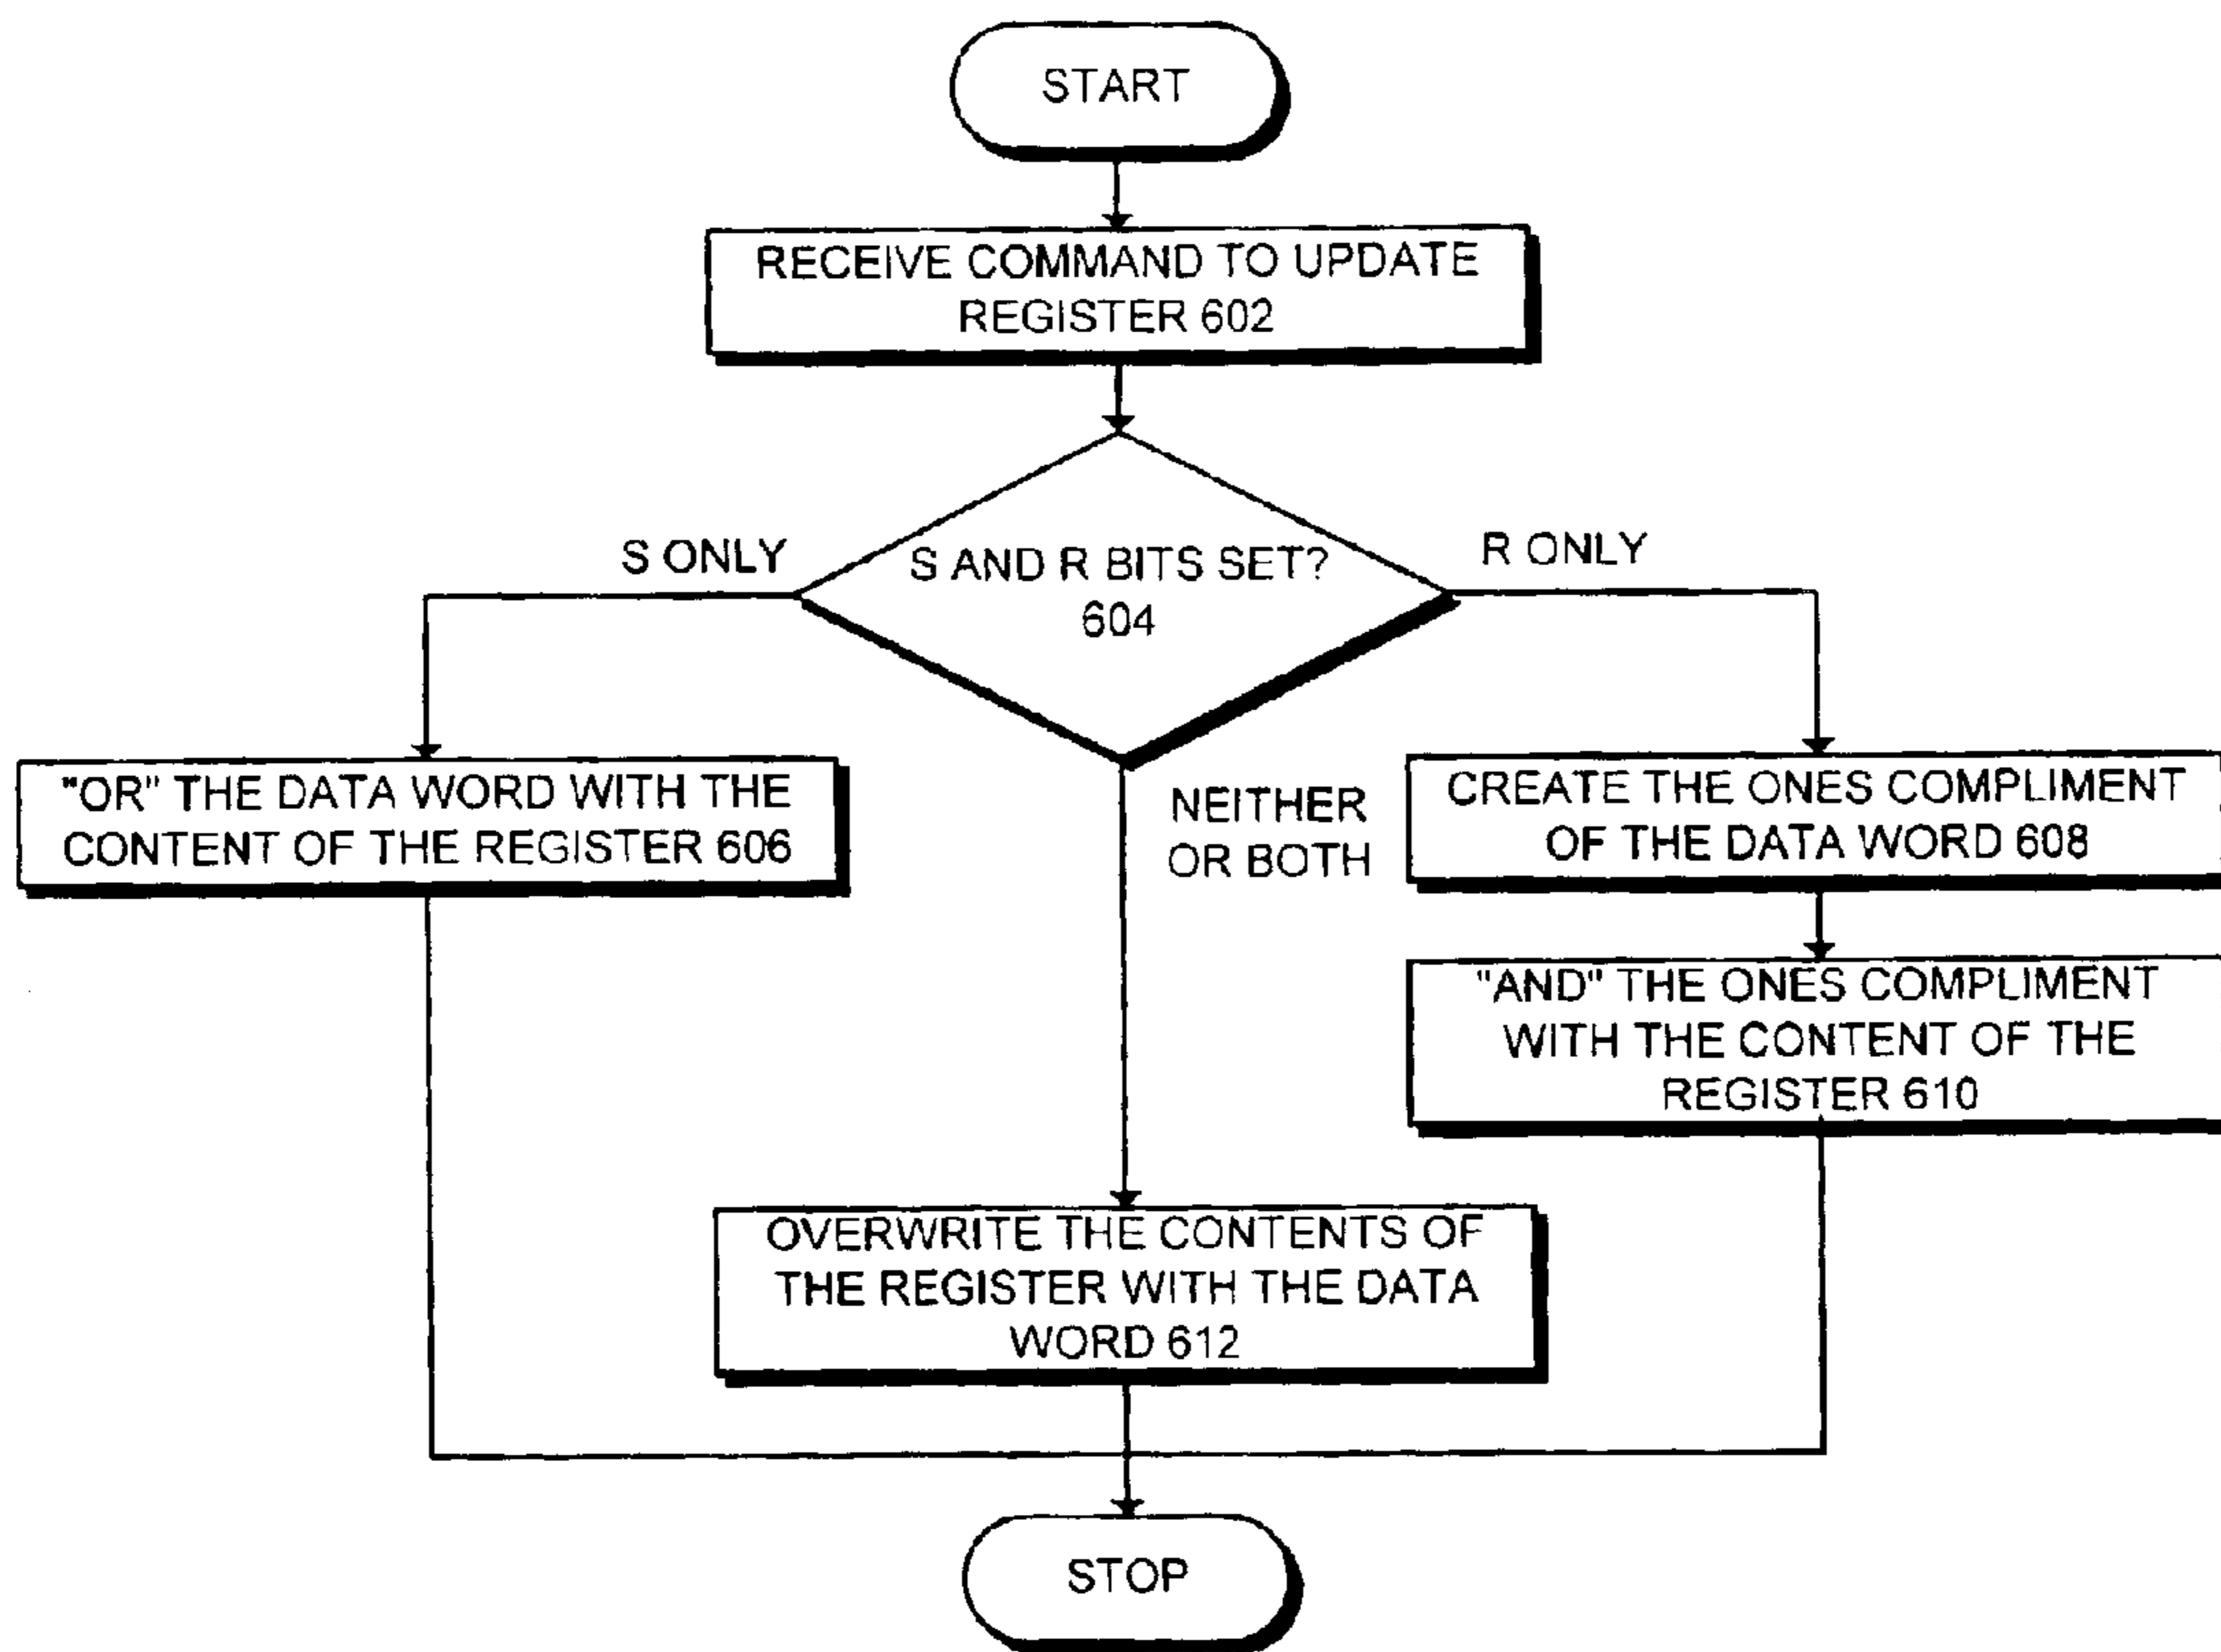 START
RECEIVE COMMAND TO UPDATE
REGISTER 602
S ONLY
S AND R BITS SET?
604
R ONLY
"OR" THE DATA WORD WITH THE
CONTENT OF THE REGISTER 606
NEITHER
OR BOTH
CREATE THE ONES COMPLIMENT
OF THE DATA WORD 608
"AND" THE ONES COMPLIMENT
WITH THE CONTENT OF THE
REGISTER 610
OVERWRITE THE CONTENTS OF
THE REGISTER WITH THE DATA
WORD 612
STOP